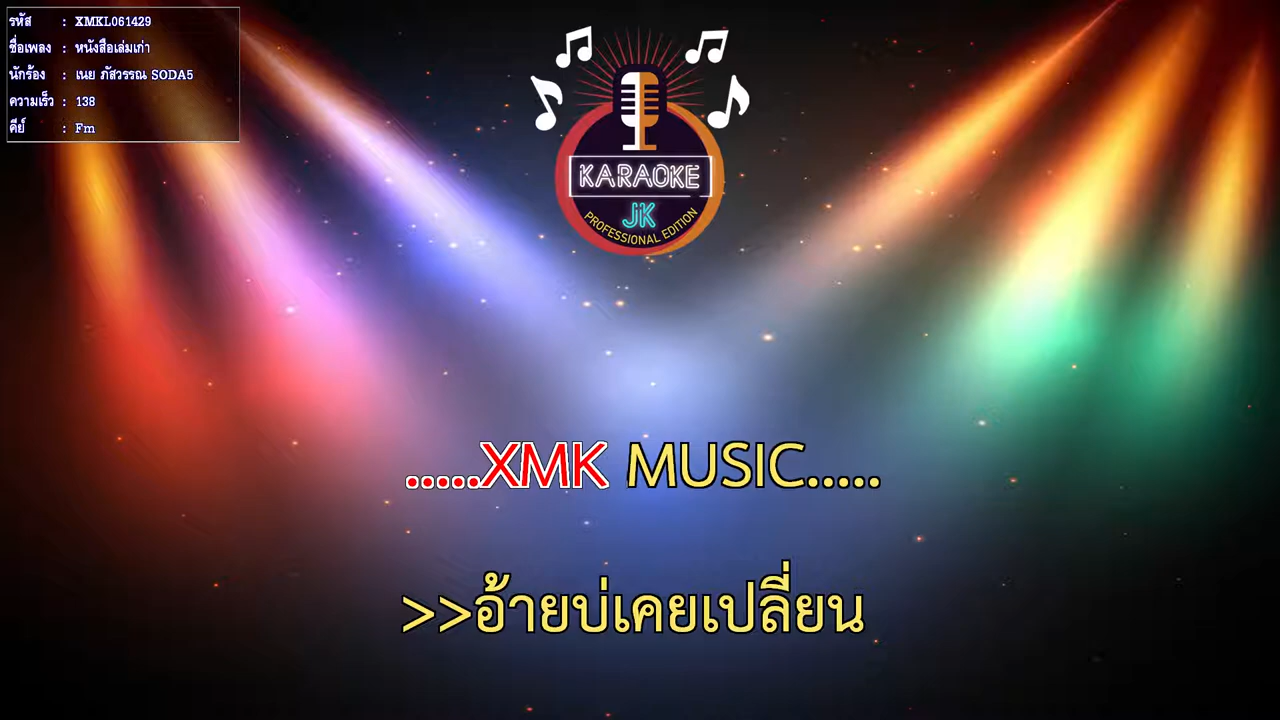 รหัส : XMKL061429
ชื่อเพลง : หนังสือเล่มเก่า
นักร้อง : เนย ภัสวรรณ SODA5
ความเร็ว : 138
คีย์ : Fm
KARAOKE
JK
PROFESSIONAL EDITION
.....XMK MUSIC.....
>>อ้ายบ่เคยเปลี่ยน